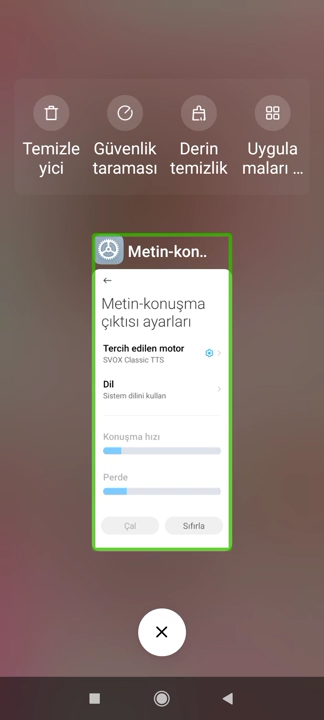 Temizle
yici
Güvenlik
taraması
Derin
temizlik
Uygula
maları ...
Metin-kon..
Metin-konuşma
çıktısı ayarları
Tercih edilen motor
SVOX Classic TTS
Dil
Sistem dilini kullan
Konuşma hızı
Perde
Çal
Sıfırla